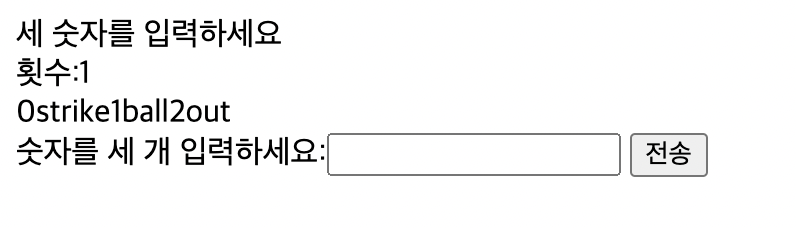 세 숫자를 입력하세요
횟수:1
0strike1ball2out
숫자를 세 개 입력하세요: 전송